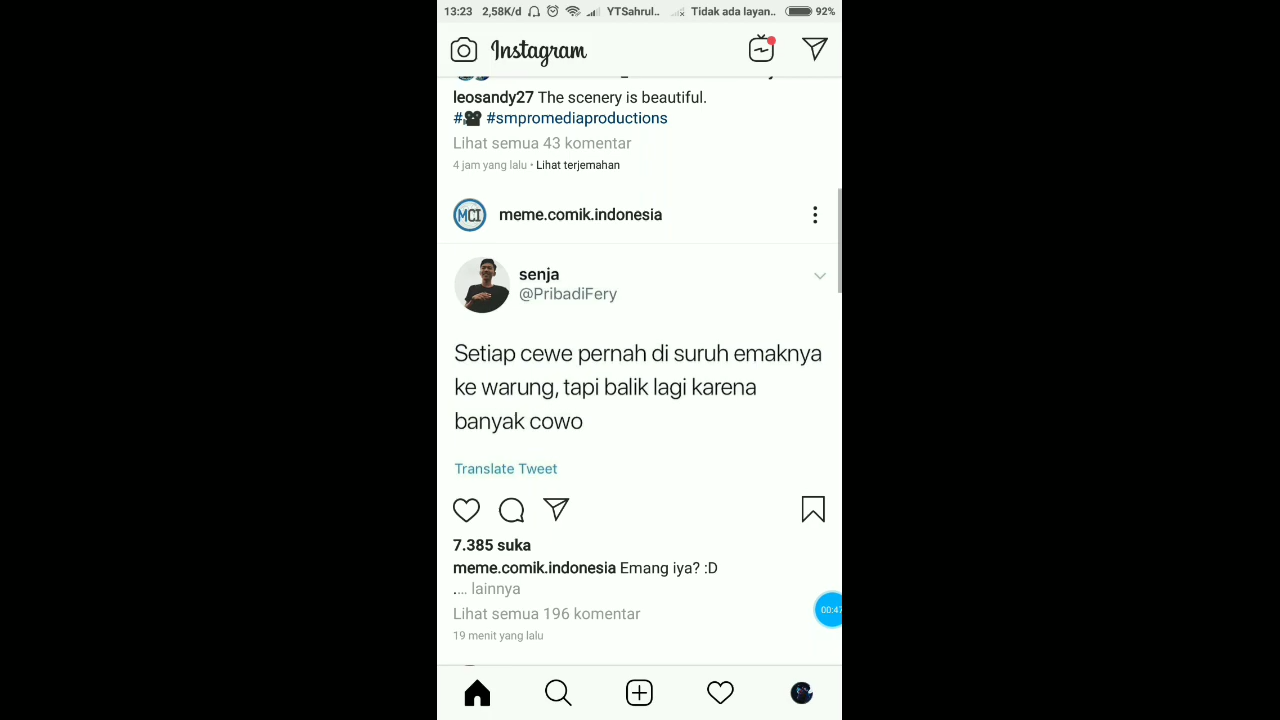 13:23 2,58K/d YTSahrul.. Tidak ada layan.. 92%
Instagram
leosandy27 The scenery is beautiful.
#🎥 #smpromediaproductions
Lihat semua 43 komentar
4 jam yang lalu • Lihat terjemahan
MCI meme.comik.indonesia
senja
@PribadiFery
Setiap cewe pernah di suruh emaknya
ke warung, tapi balik lagi karena
banyak cowo
Translate Tweet
7.385 suka
meme.comik.indonesia Emang iya? :D
.... lainnya
Lihat semua 196 komentar
00:47
19 menit yang lalu